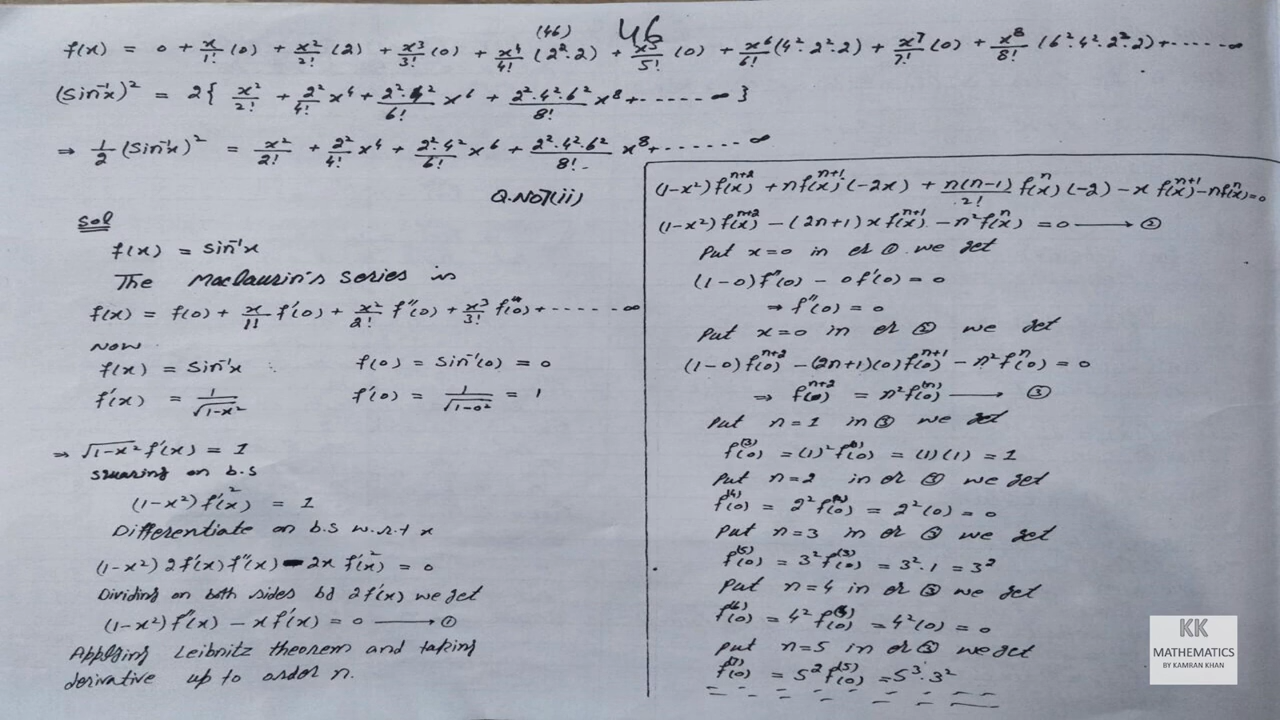 (46) 46
f(x) = 0 + x/1! (0) + x²/2! (2) + x³/3! (0) + x⁴/4! (2²·2) + x⁵/5! (0) + x⁶/6! (4²·2²·2) + x⁷/7! (0) + x⁸/8! (6²·4²·2²·2) + ------ ∞
(Sin⁻¹x)² = 2{ x²/2! + 2²/4! x⁴ + 2²·4²/6! x⁶ + 2²·4²·6²/8! x⁸ + ------ ∞ }
⇒ 1/2 (Sin⁻¹x)² = x²/2! + 2²/4! x⁴ + 2²·4²/6! x⁶ + 2²·4²·6²/8! x⁸ + ------ ∞
Q.NO7(ii)
Sol
f(x) = Sin⁻¹x
The Maclaurin's Series is
f(x) = f(0) + x/1! f'(0) + x²/2! f''(0) + x³/3! f'''(0) + ------ ∞
NOW
f(x) = Sin⁻¹x f(0) = Sin⁻¹(0) = 0
f'(x) = 1/√1-x² f'(0) = 1/√1-0² = 1
⇒ √1-x² f'(x) = 1
squaring on b.s
(1-x²) f'(x)² = 1
Differentiate on b.s w.r.t x
(1-x²) 2f'(x) f''(x) - 2x f'(x)² = 0
Dividing on both sides by 2f'(x) we get
(1-x²) f''(x) - x f'(x) = 0 → ①
Applying Leibnitz theorem and taking
derivative up to order n.
(1-x²) f(x)ⁿ⁺² + n f(x)ⁿ⁺¹ (-2x) + n(n-1)/2! f(x)ⁿ (-2) - x f(x)ⁿ⁺¹ - n f(x)ⁿ = 0
(1-x²) f(x)ⁿ⁺² - (2n+1) x f(x)ⁿ⁺¹ - n² f(x)ⁿ = 0 → ②
Put x=0 in er ① we get
(1-0) f''(0) - 0 f'(0) = 0
⇒ f''(0) = 0
Put x=0 in er ② we get
(1-0) f(0)ⁿ⁺² - (2n+1)(0) f(0)ⁿ⁺¹ - n² f(0)ⁿ = 0
⇒ f(0)ⁿ⁺² = n² f(0)⁽ⁿ⁾ → ③
Put n=1 in ③ we get
f(0)⁽³⁾ = (1)² f(0)⁽¹⁾ = (1)(1) = 1
Put n=2 in er ③ we get
f(0)⁽⁴⁾ = 2² f(0)⁽²⁾ = 2²(0) = 0
Put n=3 in er ③ we get
f(0)⁽⁵⁾ = 3² f(0)⁽³⁾ = 3²·1 = 3²
Put n=4 in er ③ we get
f(0)⁽⁶⁾ = 4² f(0)⁽⁴⁾ = 4²(0) = 0
Put n=5 in er ③ we get
f(0)⁽⁷⁾ = 5² f(0)⁽⁵⁾ = 5³·3²
KK
MATHEMATICS
BY KAMRAN KHAN